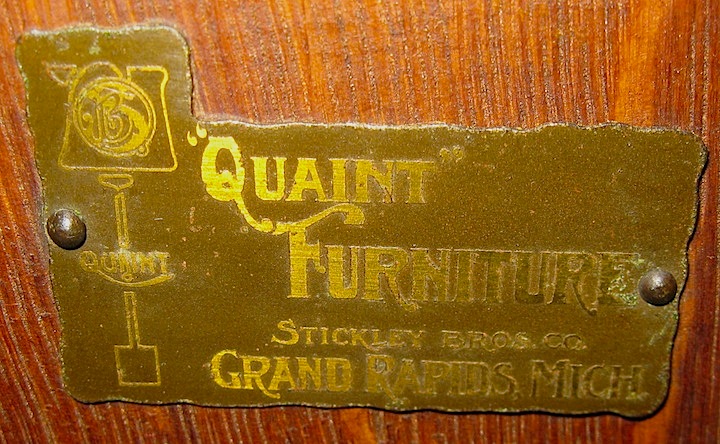 "QUAINT"
FURNITURE
STICKLEY BROS. CO.
GRAND RAPIDS, MICH.
QUAINT